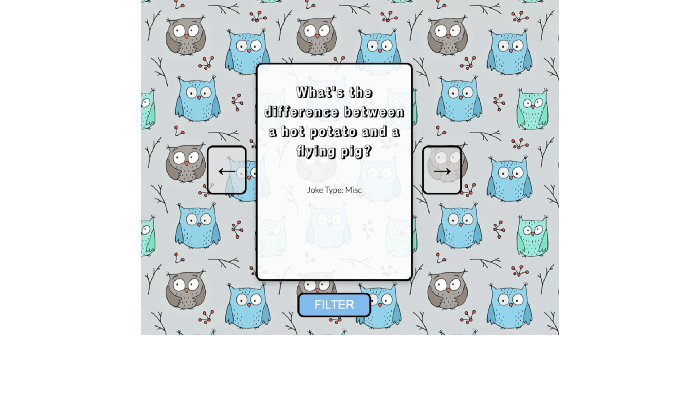 What's the
difference between
a hot potato and a
flying pig?
Joke Type: Misc
←
→
FILTER